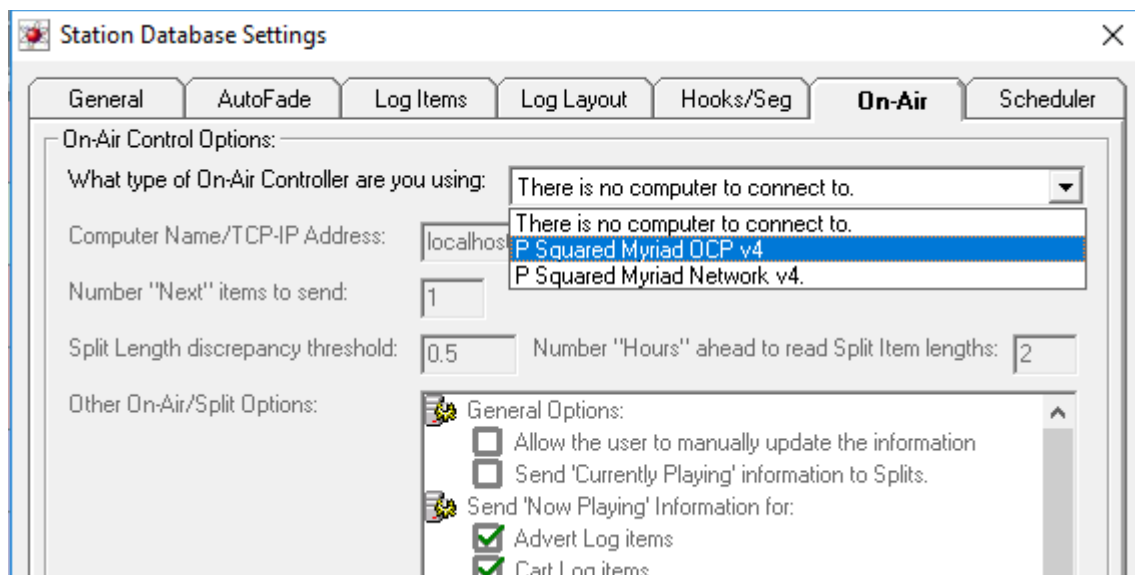 Station Database Settings
General AutoFade Log Items Log Layout Hooks/Seg On-Air Scheduler
On-Air Control Options:
What type of On-Air Controller are you using: There is no computer to connect to.
There is no computer to connect to.
Computer Name/TCP-IP Address: localhos
P Squared Myriad OCP v4
P Squared Myriad Network v4.
Number "Next" items to send: 1
Split Length discrepancy threshold: 0.5 Number "Hours" ahead to read Split Item lengths: 2
Other On-Air/Split Options:
General Options:
Allow the user to manually update the information
Send 'Currently Playing' information to Splits.
Send 'Now Playing' Information for:
Advert Log items
Cart Log items